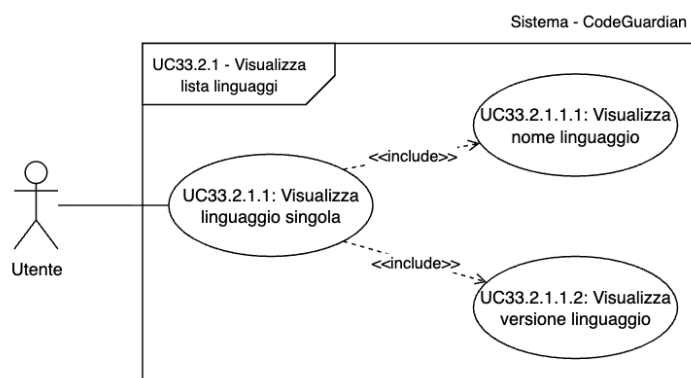 Sistema - CodeGuardian
UC33.2.1 - Visualizza
lista linguaggi
UC33.2.1.1.1: Visualizza
nome linguaggio
<<include>>
UC33.2.1.1: Visualizza
linguaggio singola
Utente
<<include>>
UC33.2.1.1.2: Visualizza
versione linguaggio